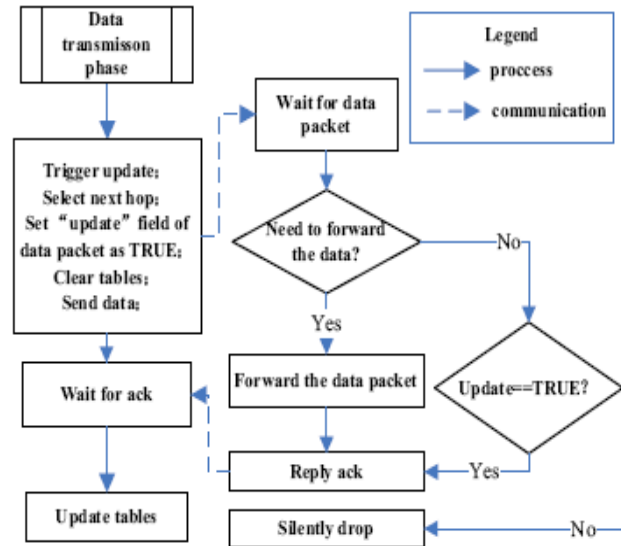 Data
transmisson
phase
Legend
proccess
communication
Wait for data
packet
Trigger update;
Select next hop;
Set “update” field of
data packet as TRUE;
Clear tables;
Send data;
Need to forward
the data?
No
Yes
Wait for ack
Forward the data packet
Update==TRUE?
Reply ack
Yes
Update tables
Silently drop
No